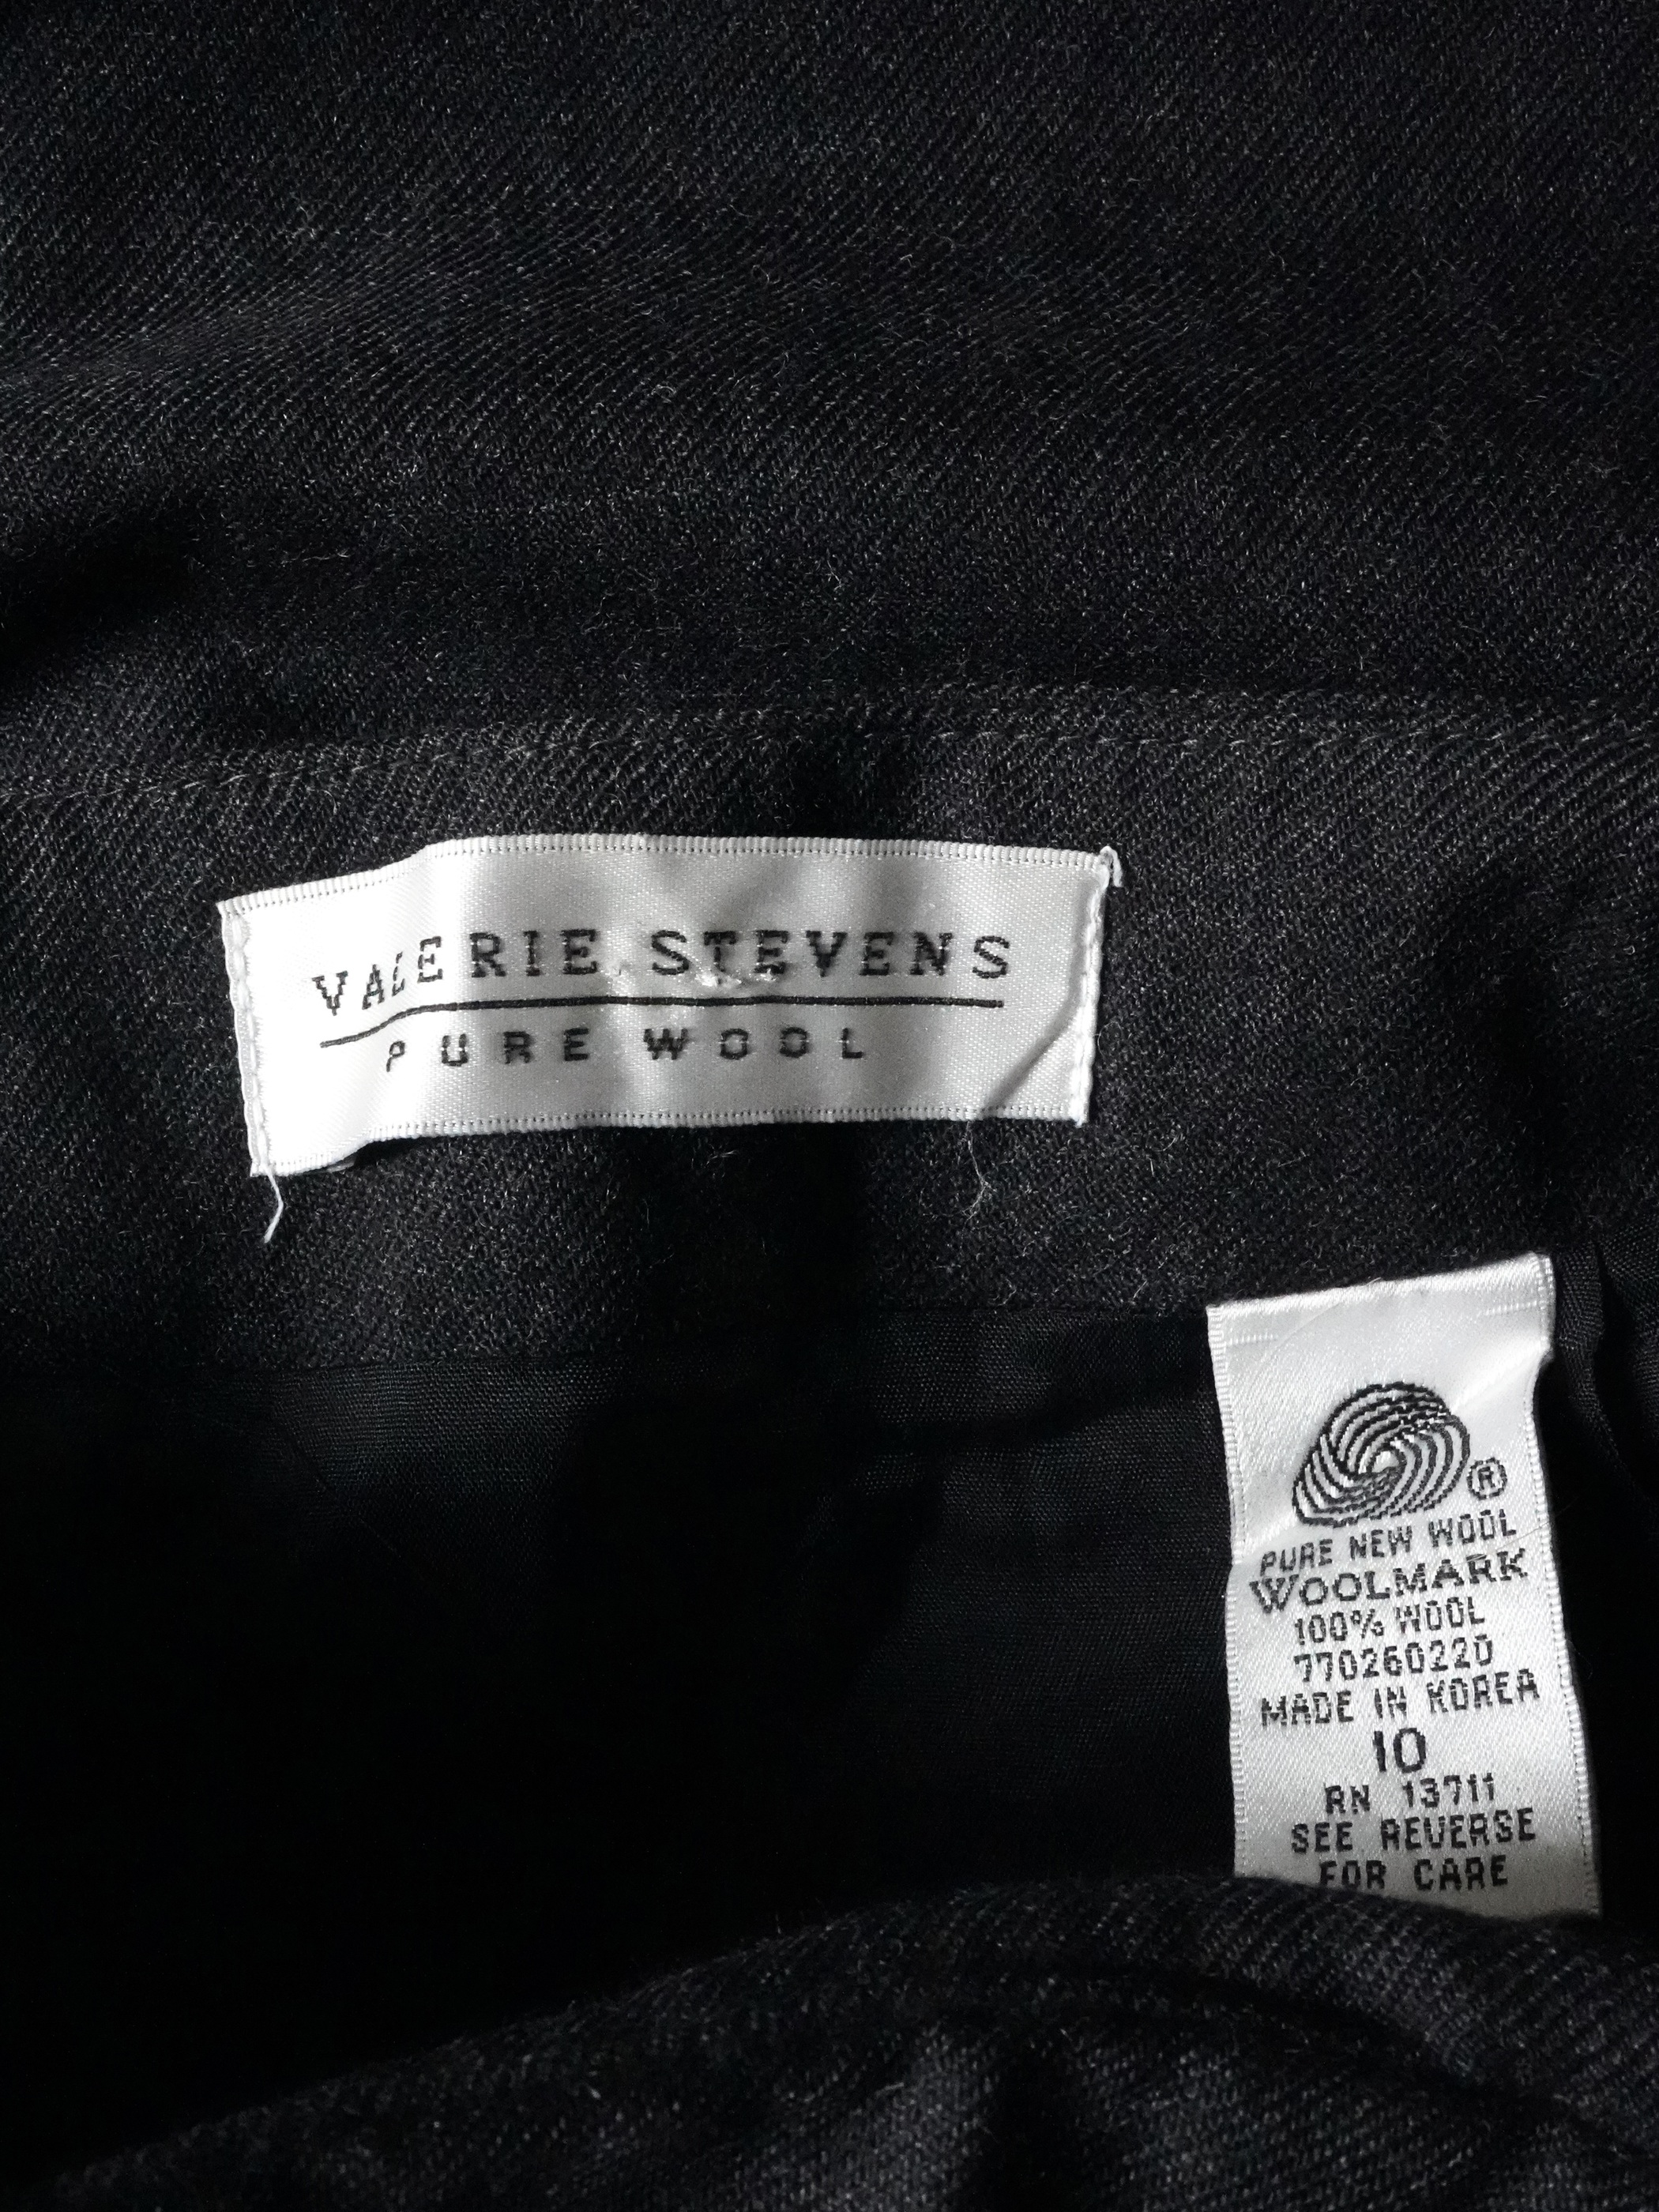 VALERIE STEVENS
PURE WOOL
®
PURE NEW WOOL
WOOLMARK
100% WOOL
770260220
MADE IN KOREA
10
RN 13711
SEE REVERSE
FOR CARE